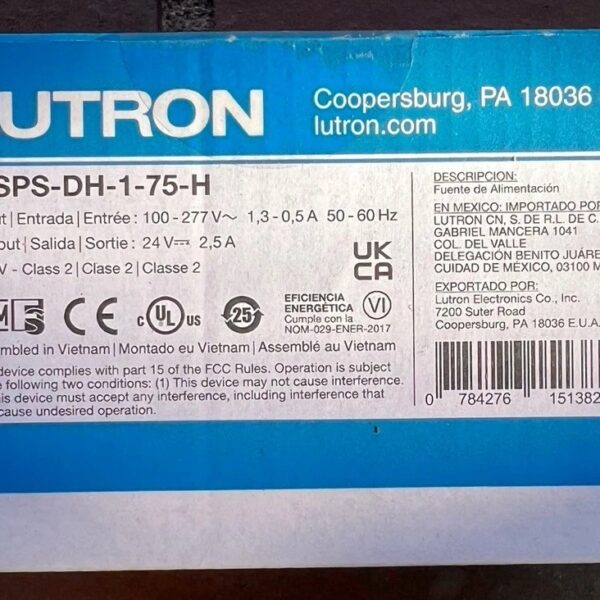 UTRON
Coopersburg, PA 18036
lutron.com
SPS-DH-1-75-H
ut | Entrada | Entrée : 100 - 277 V~ 1,3 - 0,5 A 50 - 60 Hz
put | Salida | Sortie : 24 V⎓ 2,5 A
V - Class 2 | Clase 2 | Classe 2
UK
CA
CE
c UL US
25
EFICIENCIA
ENERGÉTICA
Cumple con la
NOM-029-ENER-2017
VI
embled in Vietnam | Montado eu Vietnam | Assemblé au Vietnam
device complies with part 15 of the FCC Rules. Operation is subject
e following two conditions: (1) This device may not cause interference.
is device must accept any interference, including interference that
cause undesired operation.
DESCRIPCION:
Fuente de Alimentación
EN MEXICO: IMPORTADO POR
LUTRON CN, S. DE R.L. DE C.
GABRIEL MANCERA 1041
COL. DEL VALLE
DELEGACIÓN BENITO JUÁRE
CUIDAD DE MÉXICO, 03100 M
EXPORTADO POR:
Lutron Electronics Co., Inc.
7200 Suter Road
Coopersburg, PA 18036 E.U.A.
0 784276 151382